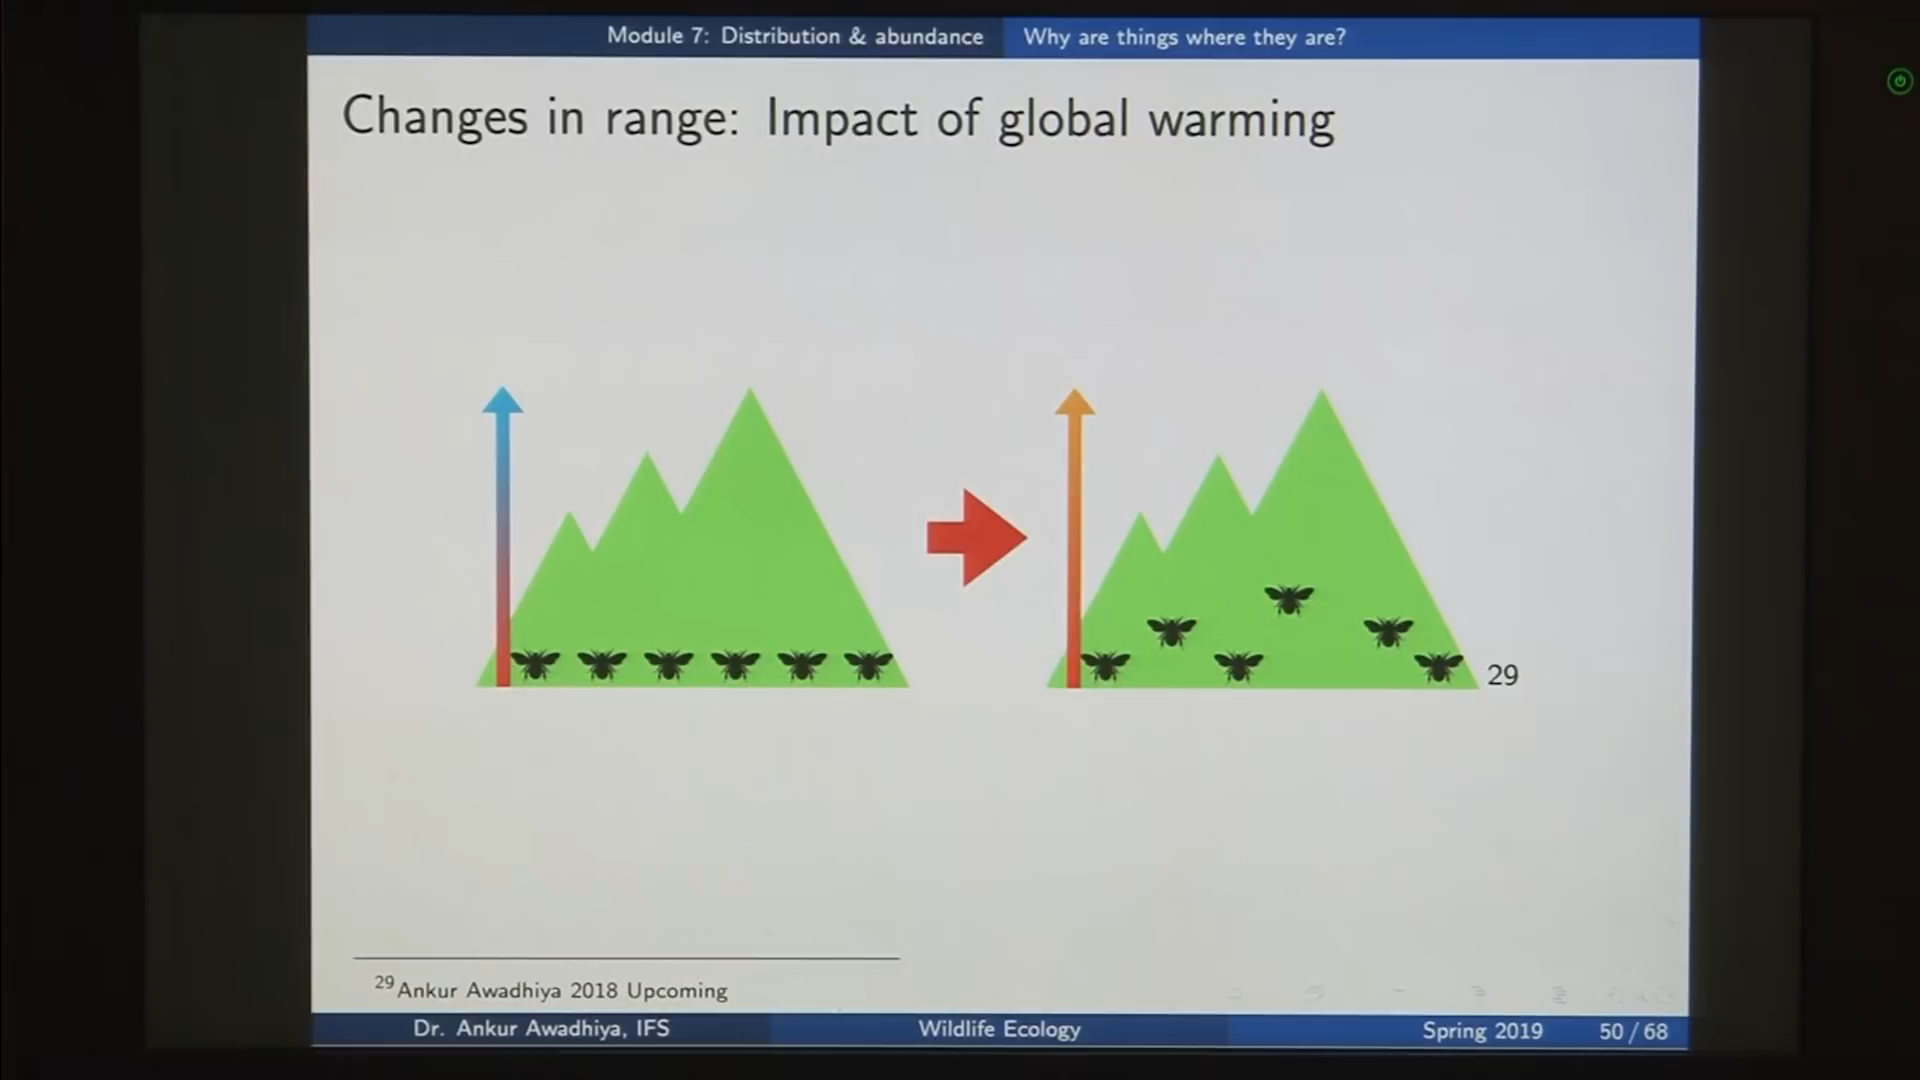 Module 7: Distribution & abundance Why are things where they are?
Changes in range: Impact of global warming
29
29 Ankur Awadhiya 2018 Upcoming
Dr. Ankur Awadhiya, IFS Wildlife Ecology Spring 2019 50 / 68